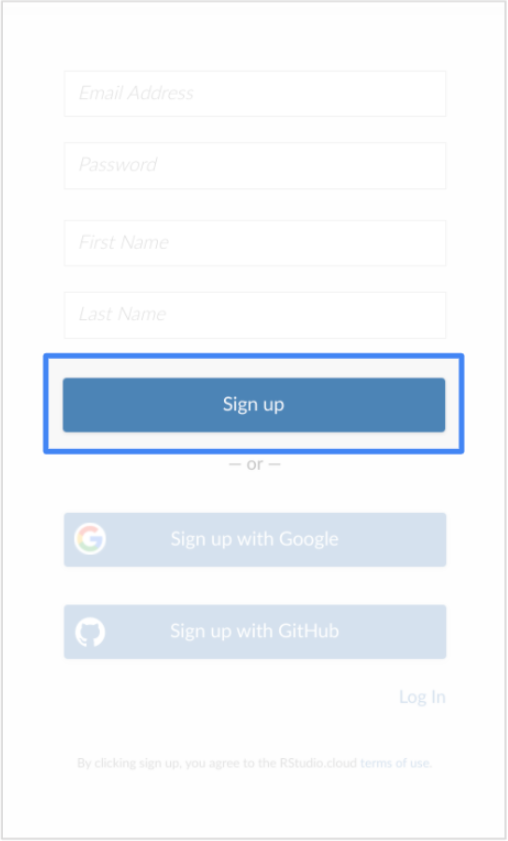 Email Address
Password
First Name
Last Name
Sign up
— or —
Sign up with Google
Sign up with GitHub
Log In
By clicking sign up, you agree to the RStudio.cloud terms of use.